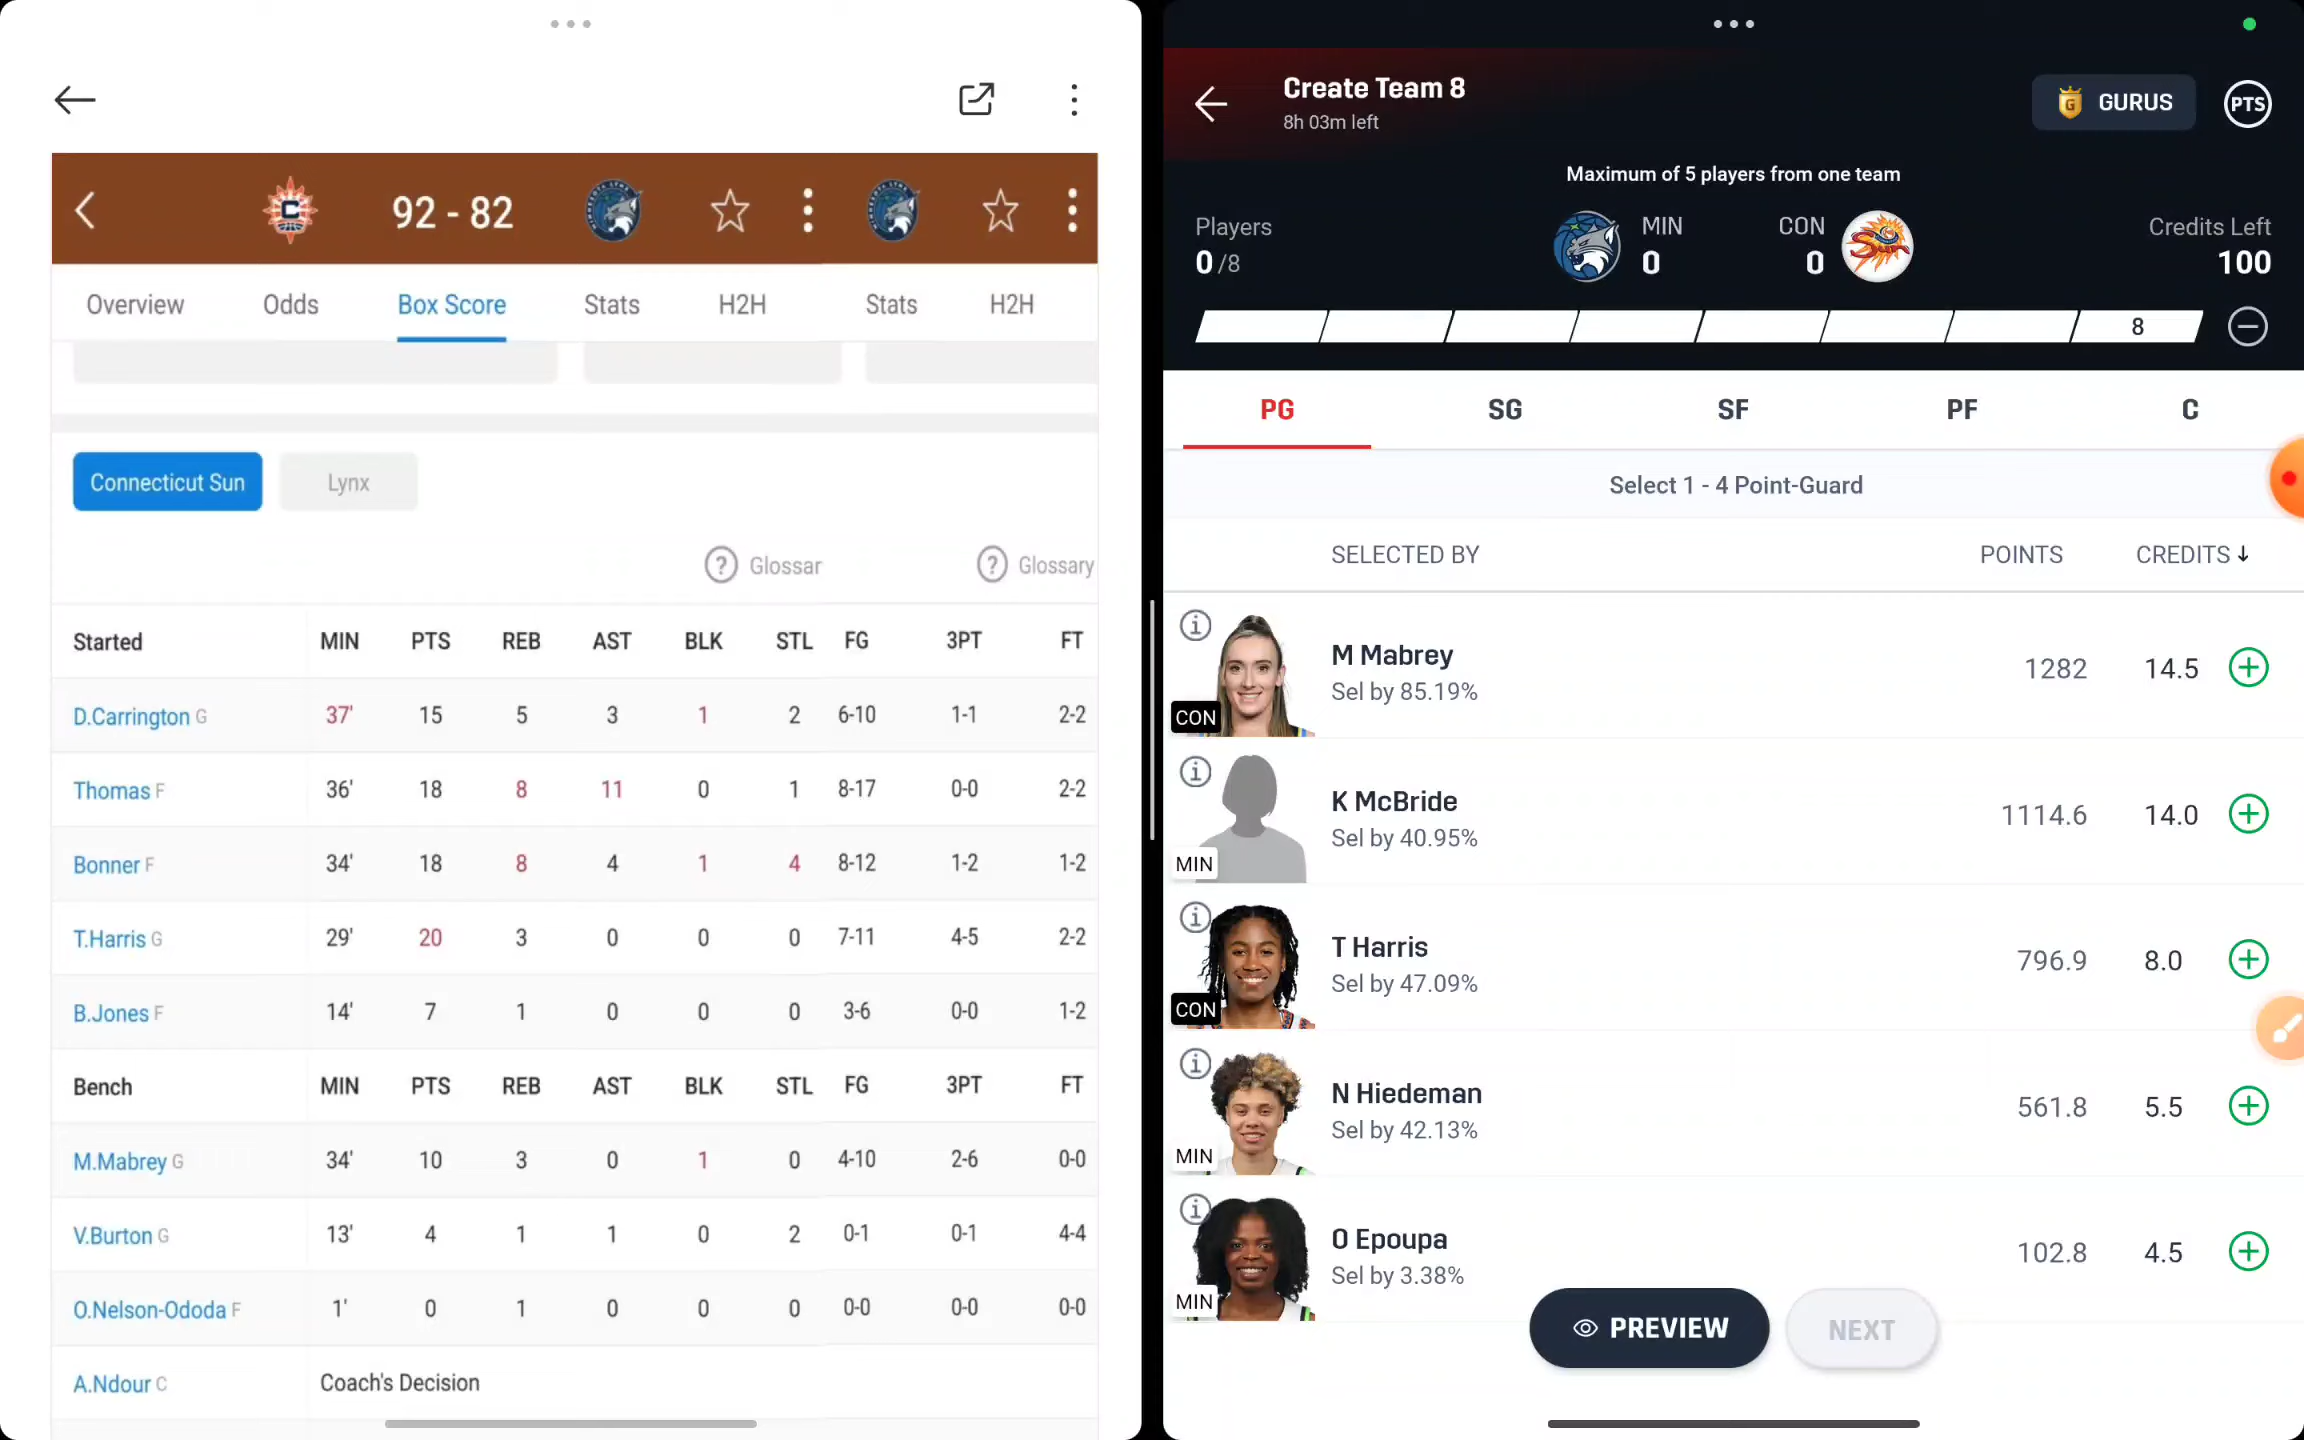 92 - 82
Overview Odds Box Score Stats H2H Stats H2H
Connecticut Sun Lynx
? Glossar ? Glossary
Started MIN PTS REB AST BLK STL FG 3PT FT
D.Carrington G 37' 15 5 3 1 2 6-10 1-1 2-2
Thomas F 36' 18 8 11 0 1 8-17 0-0 2-2
Bonner F 34' 18 8 4 1 4 8-12 1-2 1-2
T.Harris G 29' 20 3 0 0 0 7-11 4-5 2-2
B.Jones F 14' 7 1 0 0 0 3-6 0-0 1-2
Bench MIN PTS REB AST BLK STL FG 3PT FT
M.Mabrey G 34' 10 3 0 1 0 4-10 2-6 0-0
V.Burton G 13' 4 1 1 0 2 0-1 0-1 4-4
O.Nelson-Ododa F 1' 0 1 0 0 0 0-0 0-0 0-0
A.Ndour C Coach's Decision
Create Team 8
8h 03m left
G GURUS PTS
Maximum of 5 players from one team
Players MIN CON Credits Left
0 /8 0 0 100
8
PG SG SF PF C
Select 1 - 4 Point-Guard
SELECTED BY POINTS CREDITS ↓
M Mabrey 1282 14.5
Sel by 85.19%
CON
K McBride 1114.6 14.0
Sel by 40.95%
MIN
T Harris 796.9 8.0
Sel by 47.09%
CON
N Hiedeman 561.8 5.5
Sel by 42.13%
MIN
O Epoupa 102.8 4.5
Sel by 3.38%
MIN
PREVIEW NEXT